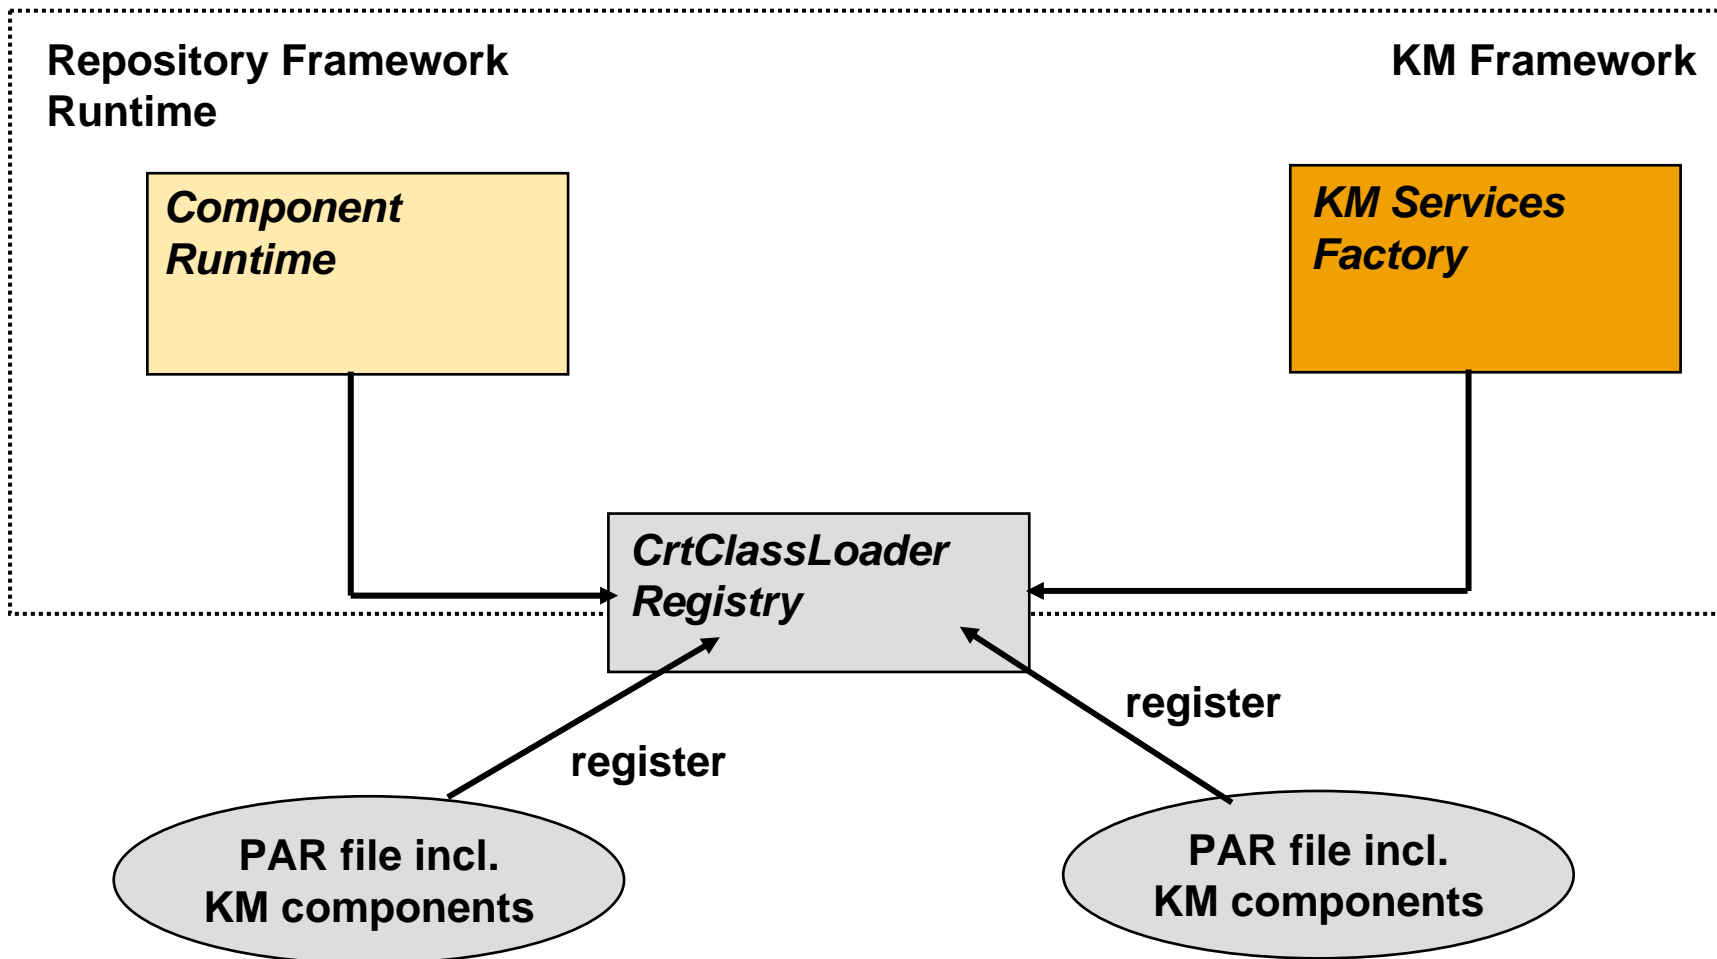 Repository Framework
Runtime
KM Framework
Component
Runtime
KM Services
Factory
CrtClassLoader
Registry
register
register
PAR file incl.
KM components
PAR file incl.
KM components